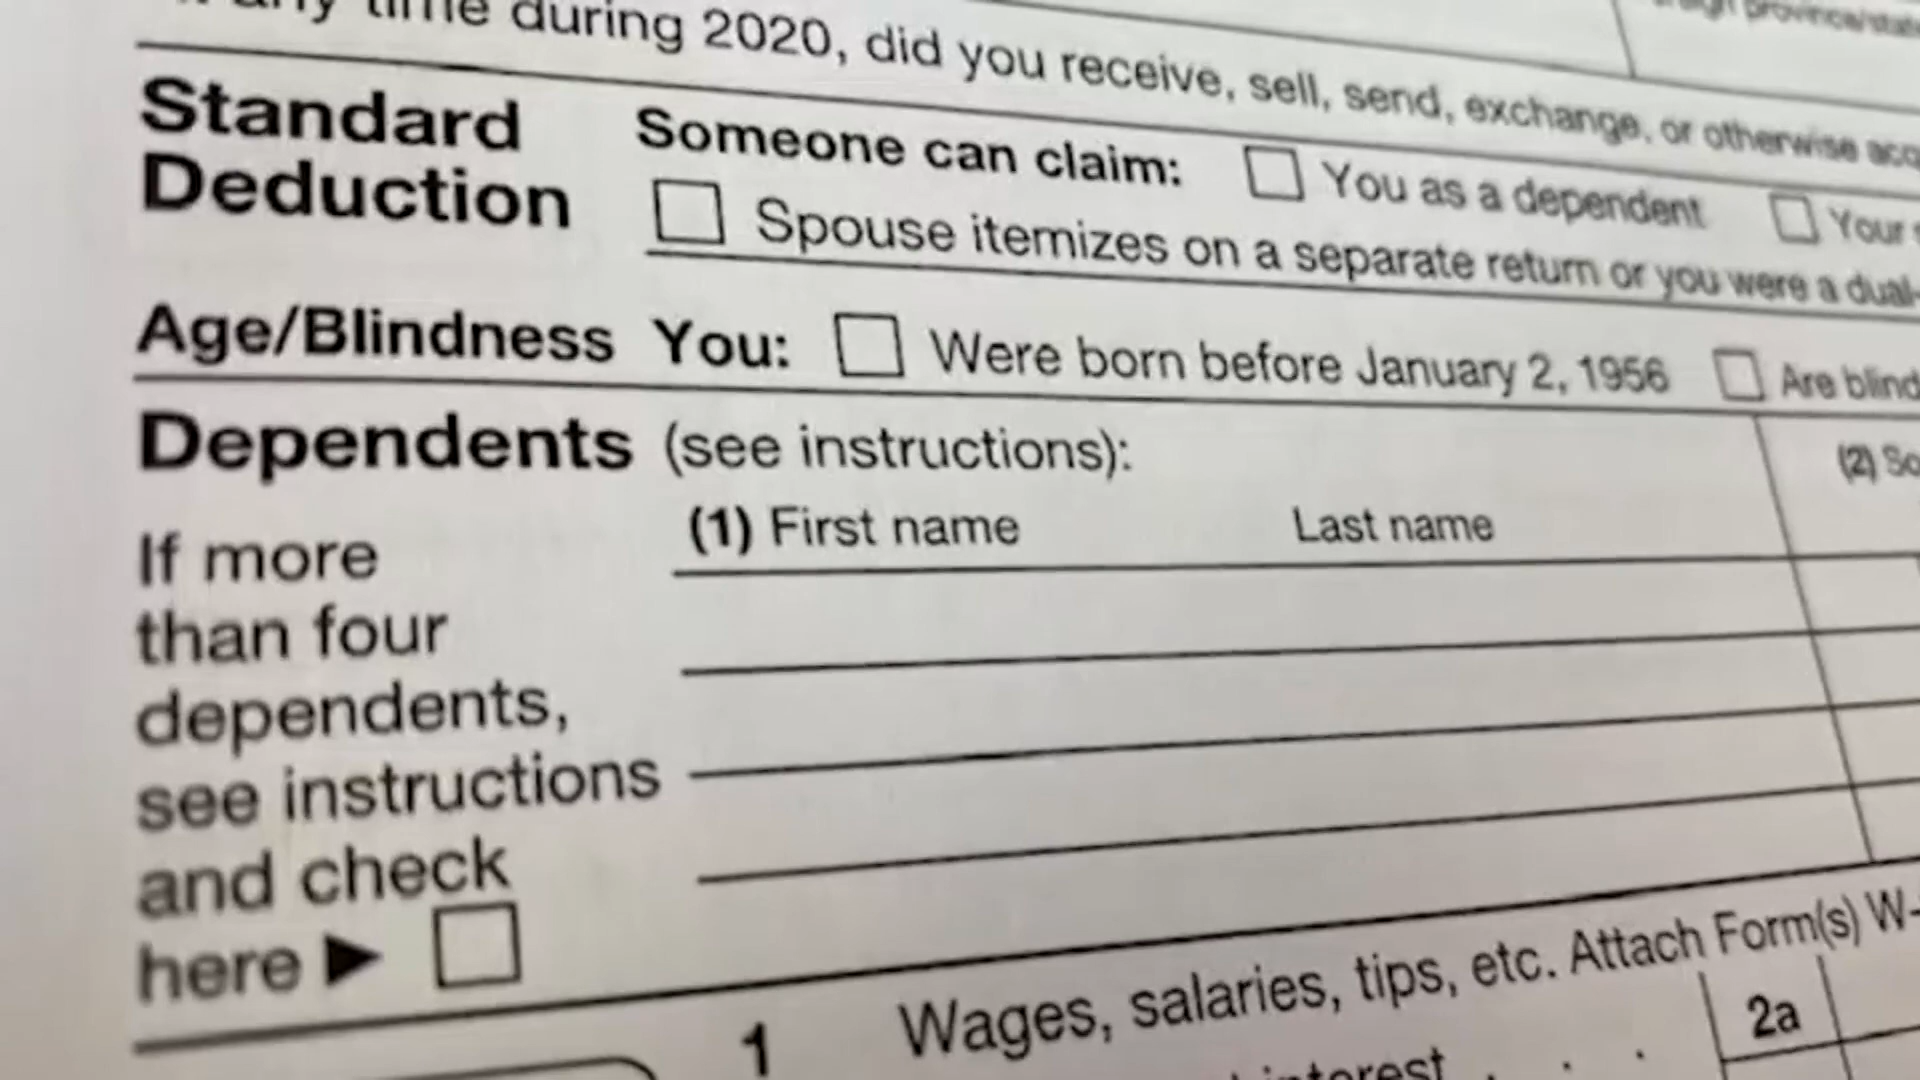 any time during 2020, did you receive, sell, send, exchange, or otherwise
Standard Deduction
Someone can claim: You as a dependent Your
Spouse itemizes on a separate return or you were a dual-
Age/Blindness You: Were born before January 2, 1956 Are blind
Dependents (see instructions):
(2)
(1) First name Last name
If more
than four
dependents,
see instructions
and check
here ▶
1 Wages, salaries, tips, etc. Attach Form(s) W-
2a
interest . .